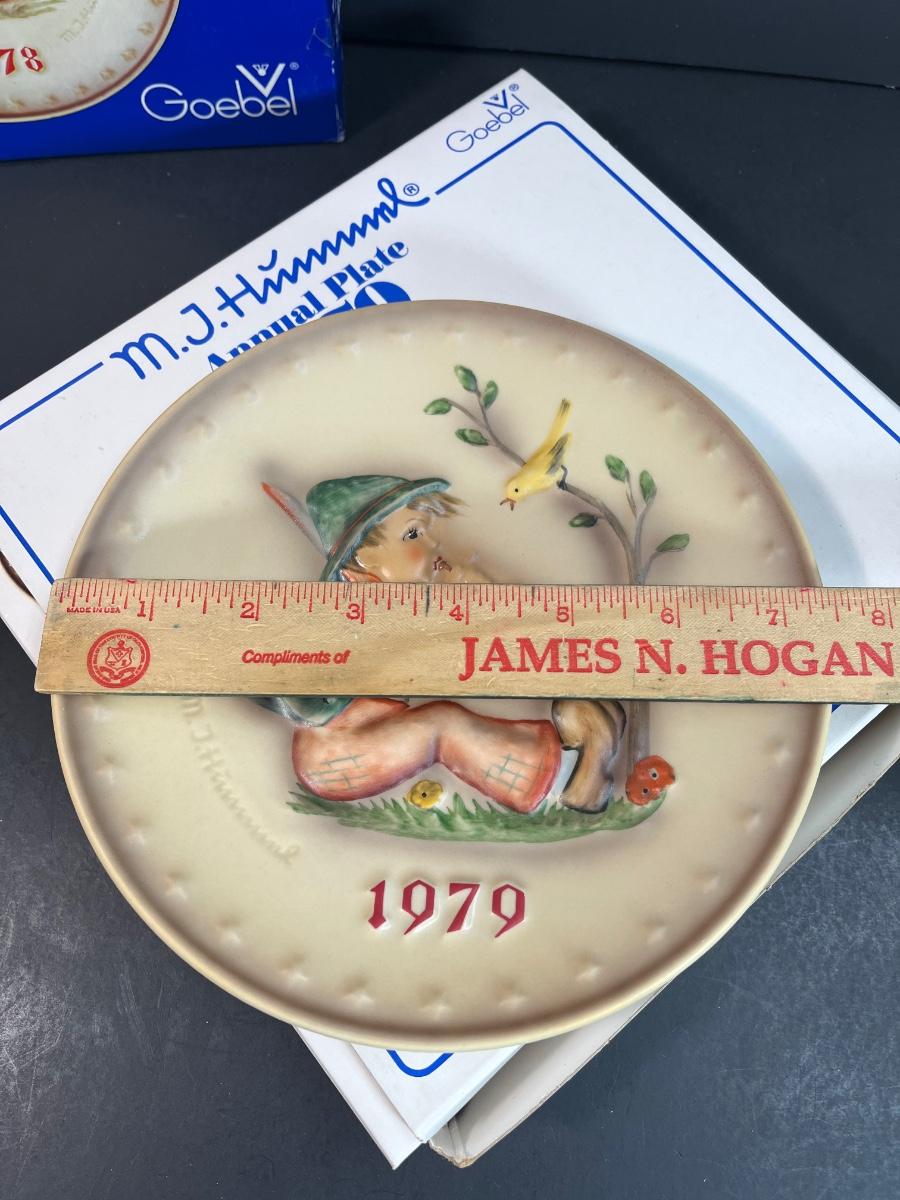 78
Goebel®
Goebel®
M.J. Hummel®
Annual Plate
MADE IN USA 1 2 3 4 5 6 7 8
Compliments of
JAMES N. HOGAN
M.J. Hummel
1979